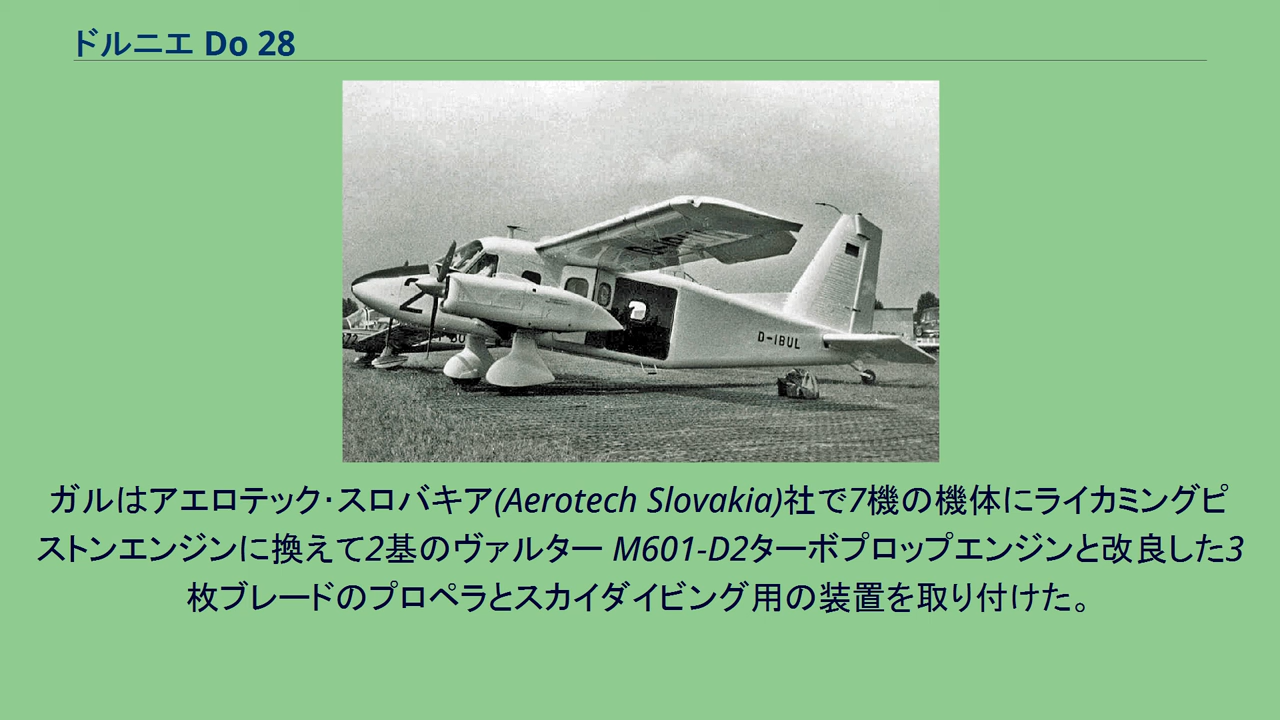 ドルニエ Do 28
2
D-IBUL
ガルはアエロテック･スロバキア(Aerotech Slovakia)社で7機の機体にライカミングピ
ストンエンジンに換えて2基のヴァルター M601-D2ターボプロップエンジンと改良した3
枚ブレードのプロペラとスカイダイビング用の装置を取り付けた。